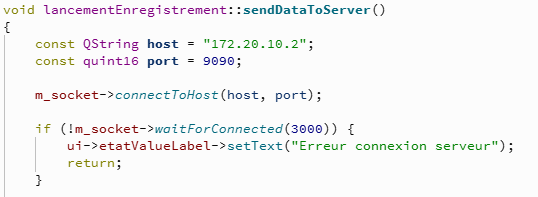 void lancementEnregistrement::sendDataToServer()
{
    const QString host = "172.20.10.2";
    const quint16 port = 9090;

    m_socket->connectToHost(host, port);

    if (!m_socket->waitForConnected(3000)) {
        ui->etatValueLabel->setText("Erreur connexion serveur");
        return;
    }